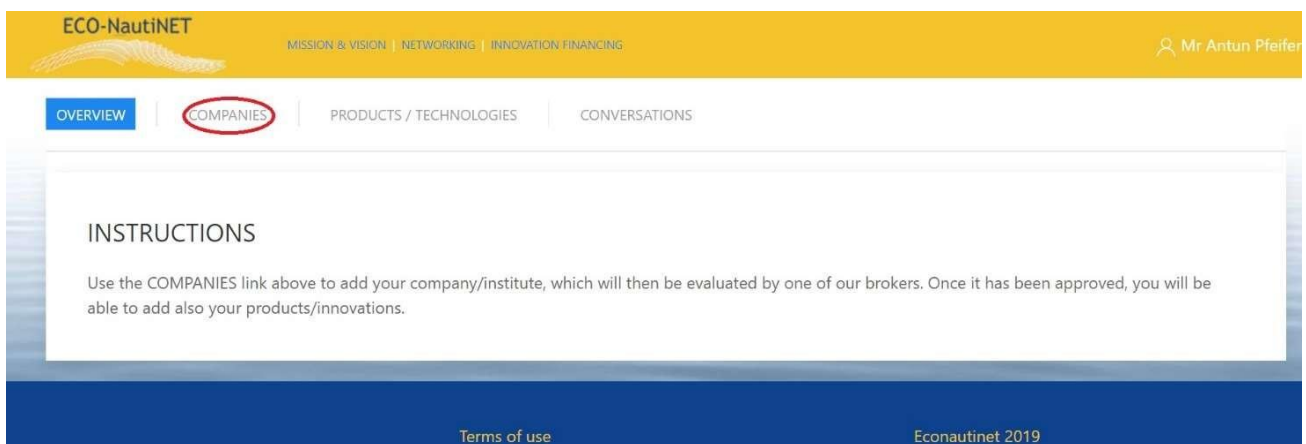 ECO-NautiNET
MISSION & VISION | NETWORKING | INNOVATION FINANCING
Mr Antun Pfeifer
OVERVIEW
COMPANIES
PRODUCTS / TECHNOLOGIES
CONVERSATIONS
INSTRUCTIONS
Use the COMPANIES link above to add your company/institute, which will then be evaluated by one of our brokers. Once it has been approved, you will be
able to add also your products/innovations.
Terms of use
Econautinet 2019